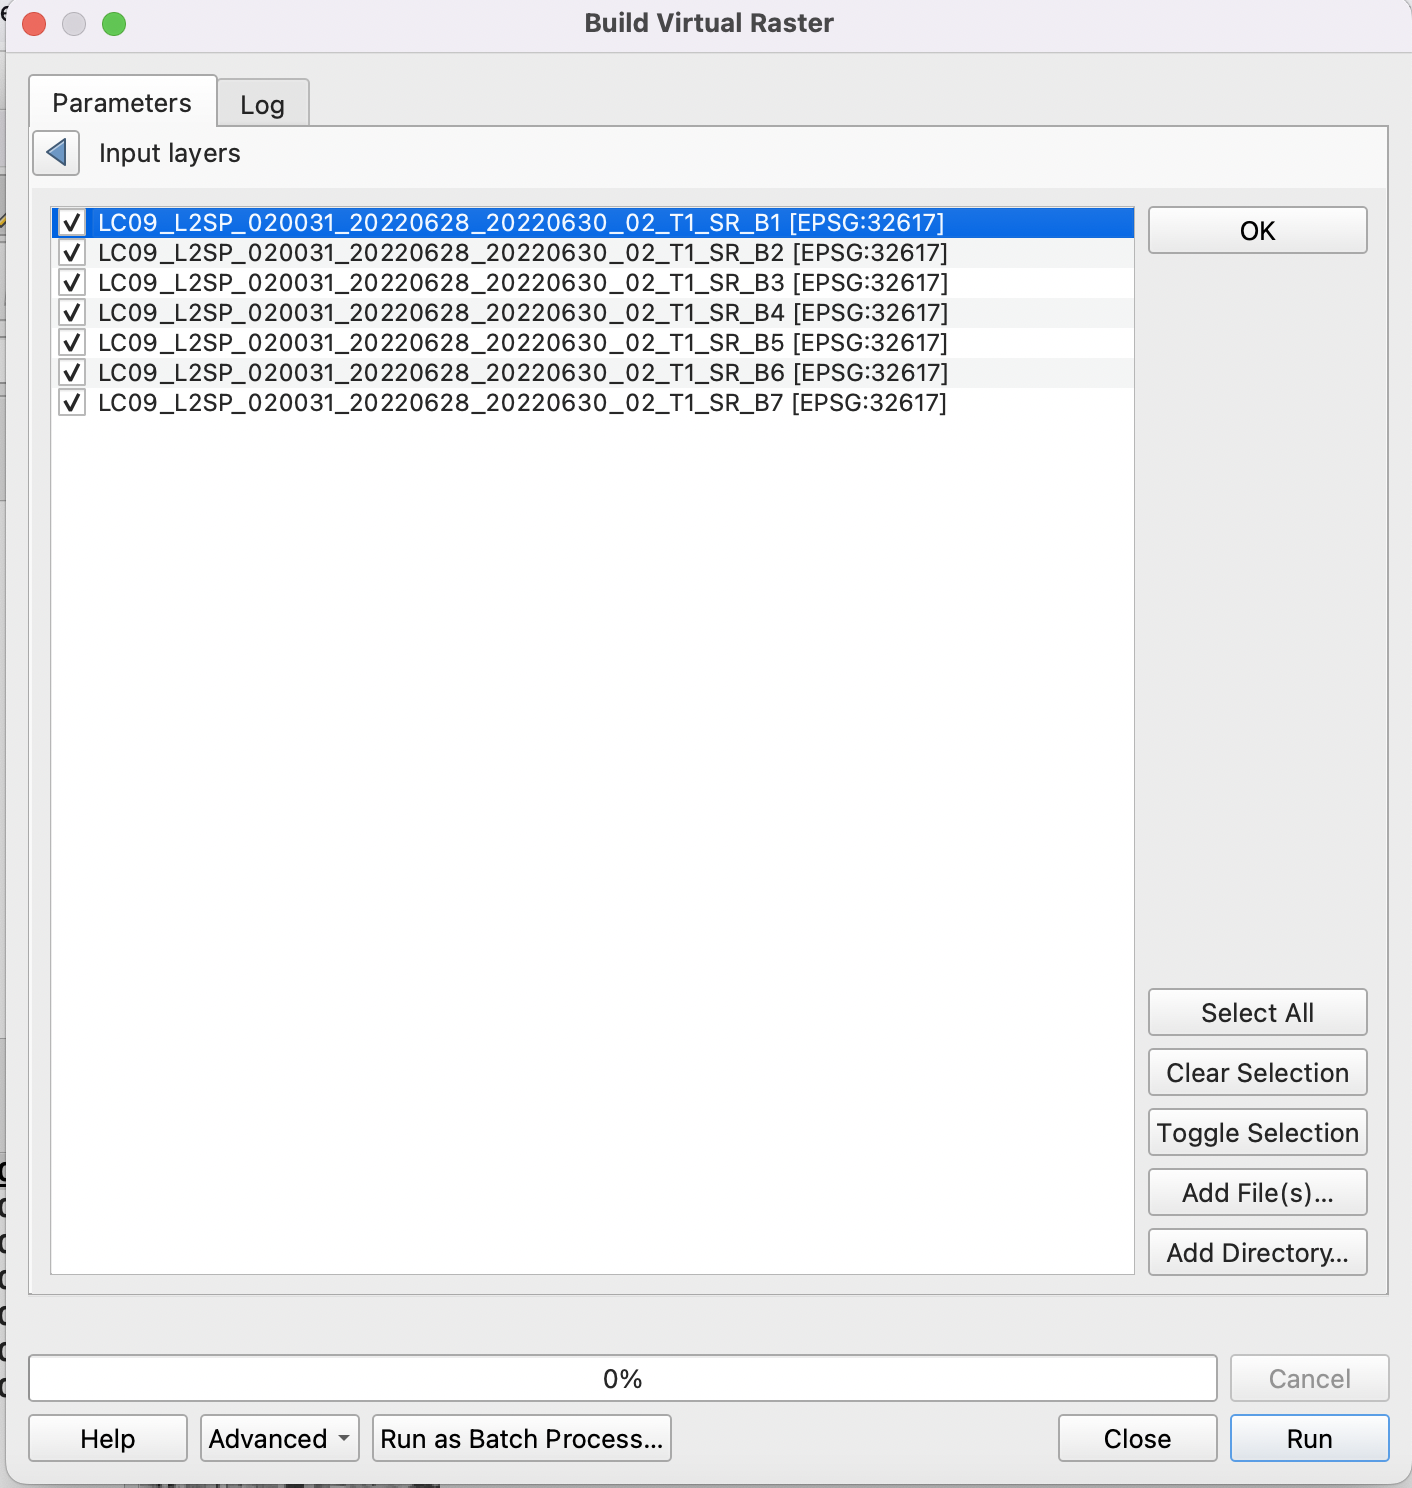 Build Virtual Raster
Parameters
Log
Input layers
LC09_L2SP_020031_20220628_20220630_02_T1_SR_B1 [EPSG:32617]
LC09_L2SP_020031_20220628_20220630_02_T1_SR_B2 [EPSG:32617]
LC09_L2SP_020031_20220628_20220630_02_T1_SR_B3 [EPSG:32617]
LC09_L2SP_020031_20220628_20220630_02_T1_SR_B4 [EPSG:32617]
LC09_L2SP_020031_20220628_20220630_02_T1_SR_B5 [EPSG:32617]
LC09_L2SP_020031_20220628_20220630_02_T1_SR_B6 [EPSG:32617]
LC09_L2SP_020031_20220628_20220630_02_T1_SR_B7 [EPSG:32617]
OK
Select All
Clear Selection
Toggle Selection
Add File(s)...
Add Directory...
0%
Cancel
Help
Advanced
Run as Batch Process...
Close
Run